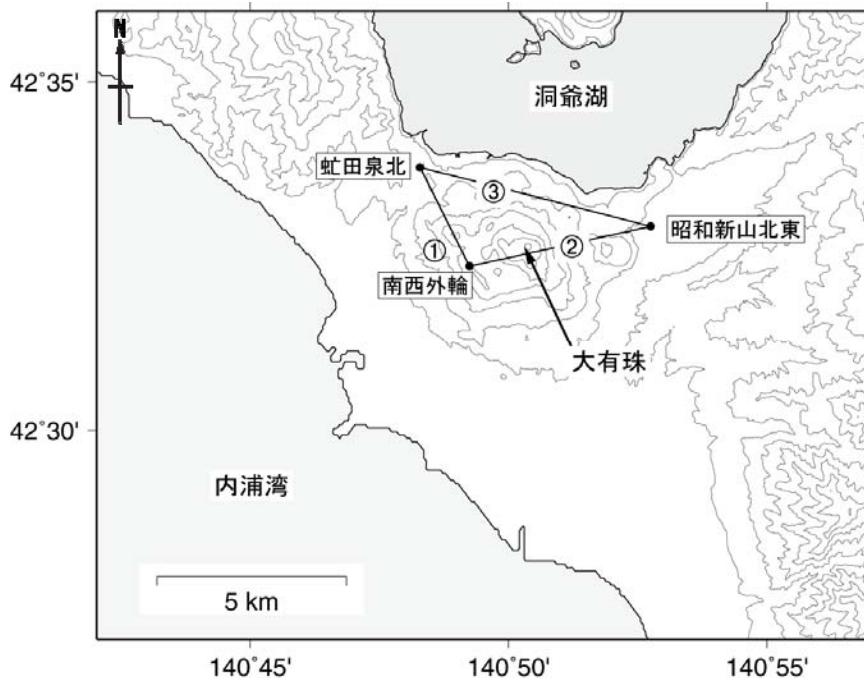 N
42°35'
洞爺湖
虻田泉北
③
昭和新山北東
①
②
南西外輪
大有珠
42°30'
内浦湾
5 km
140°45'
140°50'
140°55'